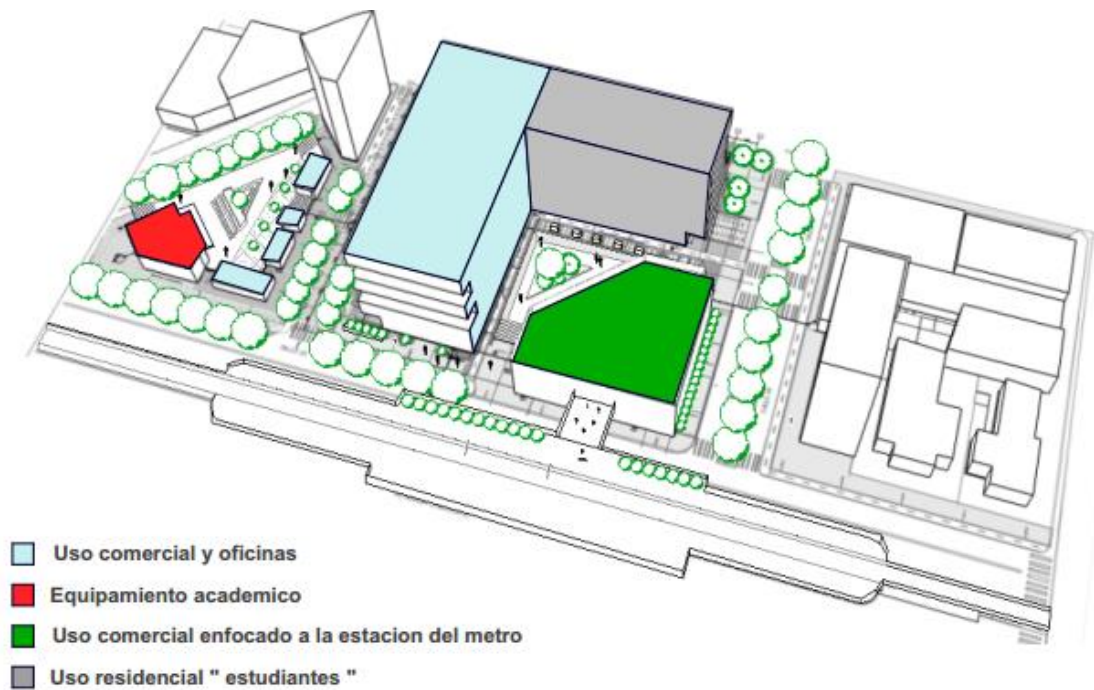 Uso comercial y oficinas
Equipamiento academico
Uso comercial enfocado a la estacion del metro
Uso residencial " estudiantes "